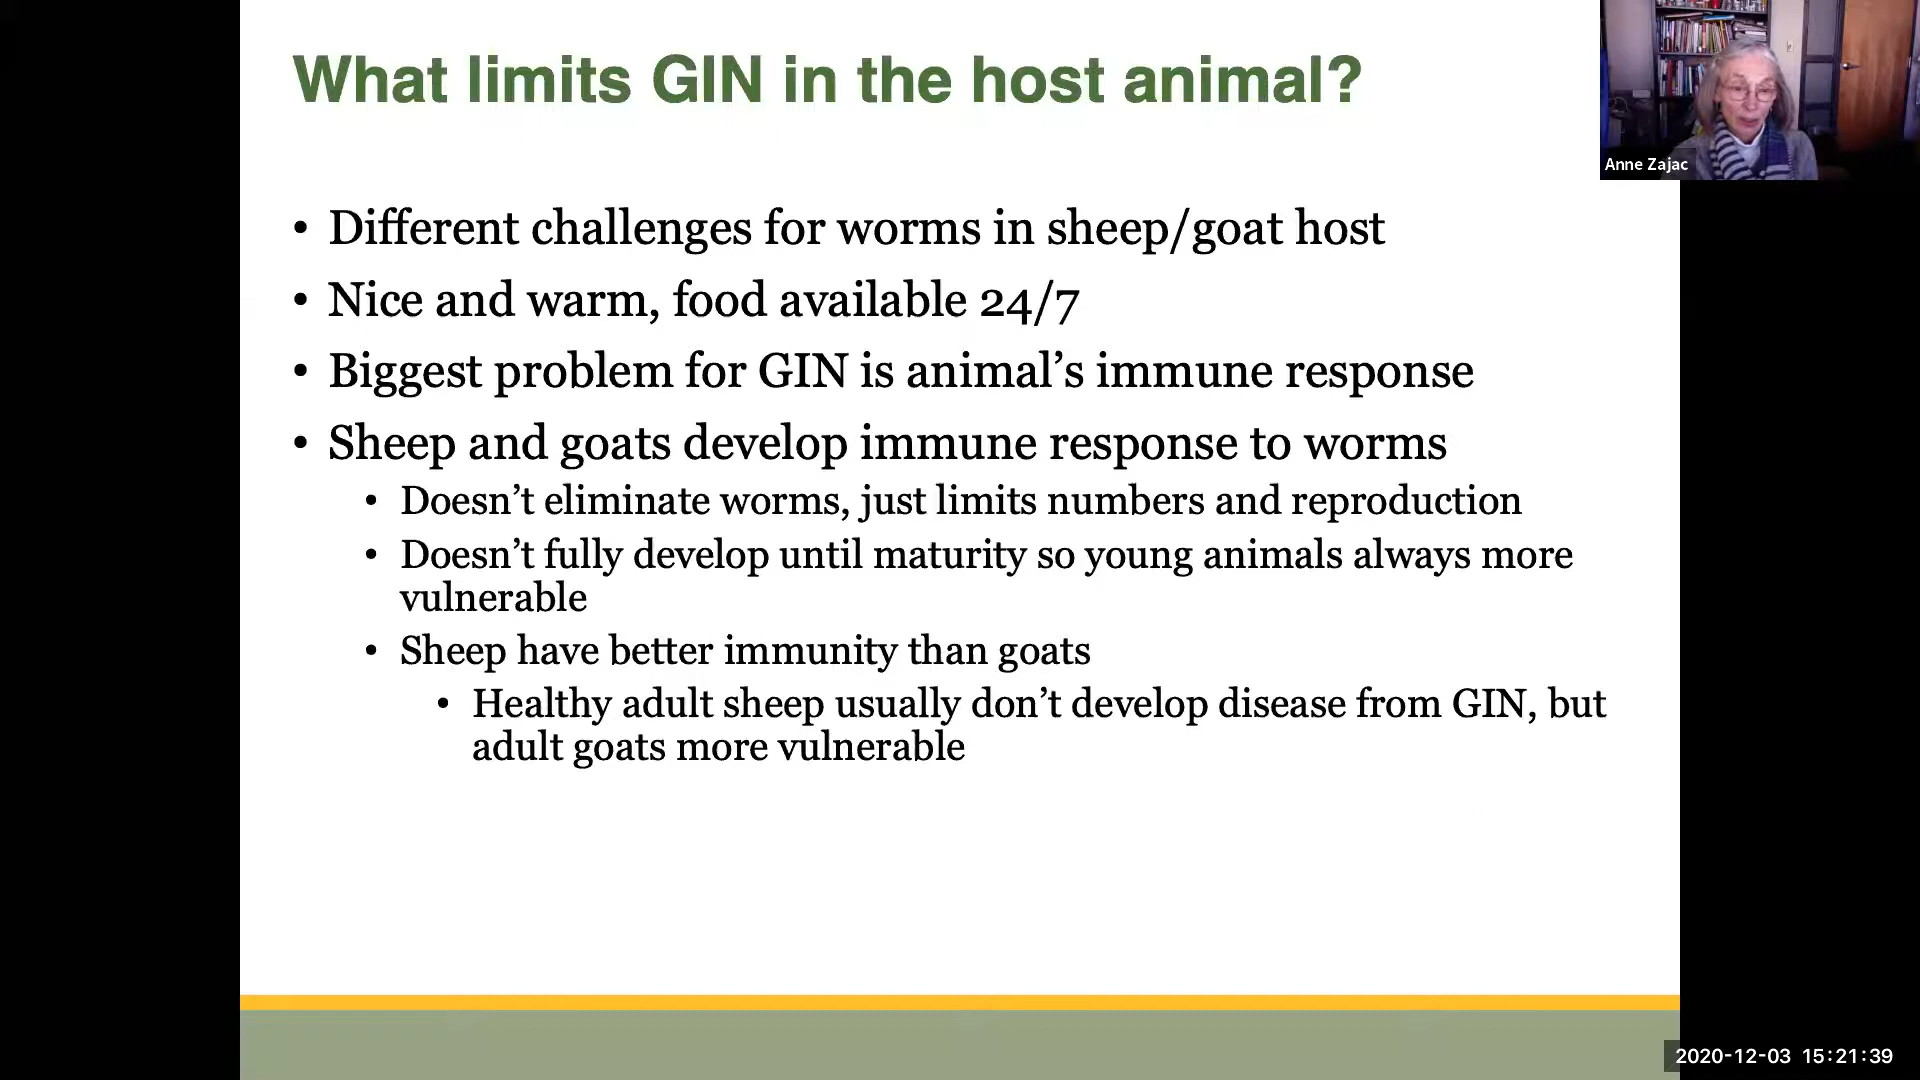 What limits GIN in the host animal?
Anne Zajac
• Different challenges for worms in sheep/goat host
• Nice and warm, food available 24/7
• Biggest problem for GIN is animal’s immune response
• Sheep and goats develop immune response to worms
• Doesn’t eliminate worms, just limits numbers and reproduction
• Doesn’t fully develop until maturity so young animals always more
vulnerable
• Sheep have better immunity than goats
• Healthy adult sheep usually don’t develop disease from GIN, but
adult goats more vulnerable
2020-12-03 15:21:39